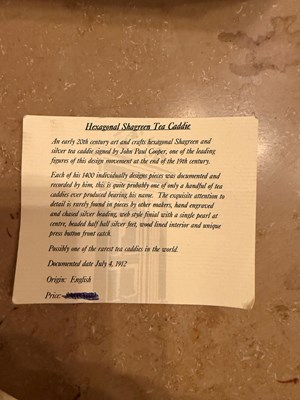 Hexagonal Shagreen Tea Caddie
An early 20th century art and crafts hexagonal Shagreen and
silver tea caddie signed by John Paul Cooper, one of the leading
figures of this design movement at the end of the 19th century.
Each of his 1400 individually designs pieces was documented and
recorded by him, this is quite probably one of only a handful of tea
caddies ever produced bearing his name. The exquisite attention to
detail is rarely found in pieces by other makers, hand engraved
and chased silver beading, web style finial with a single pearl at
centre, beaded half ball silver feet, wood lined interior and unique
press button front catch.
Possibly one of the rarest tea caddies in the world.
Documented date July 4, 1912
Origin: English
Price: